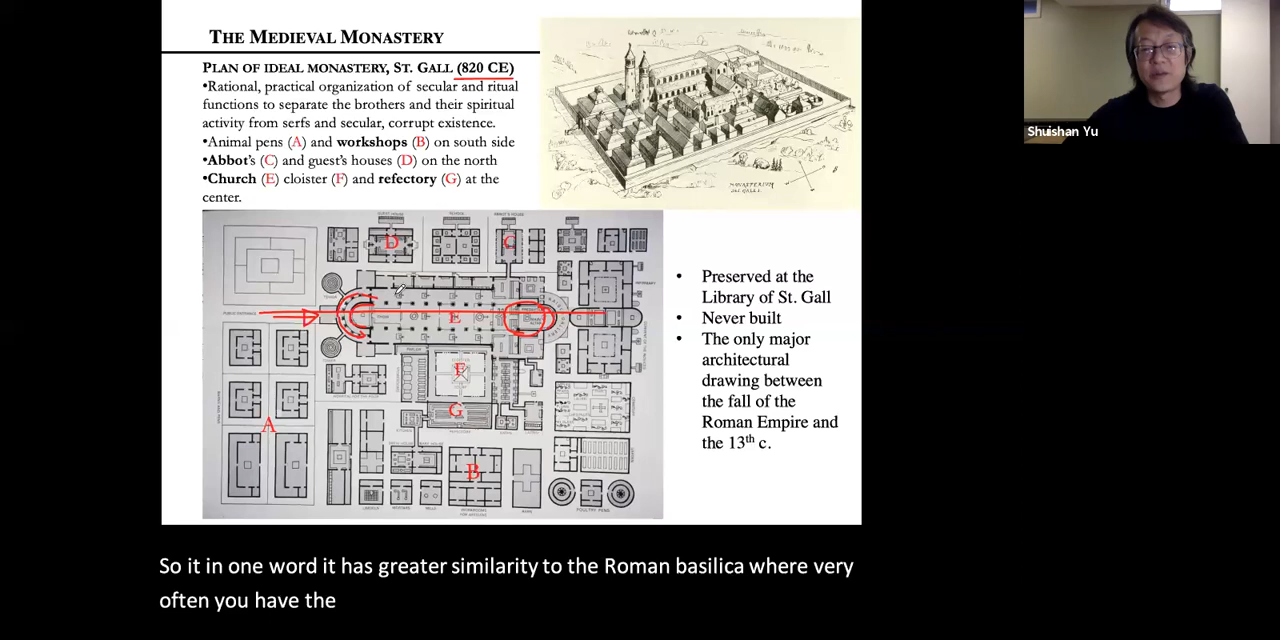 THE MEDIEVAL MONASTERY
PLAN OF IDEAL MONASTERY, ST. GALL (820 CE)
•Rational, practical organization of secular and ritual
functions to separate the brothers and their spiritual
activity from serfs and secular, corrupt existence.
•Animal pens (A) and workshops (B) on south side
•Abbot's (C) and guest's houses (D) on the north
•Church (E) cloister (F) and refectory (G) at the
center.
MONASTERIUM
Shuishan Yu
D
C
E
F
G
A
B
POULTRY PENS
• Preserved at the
Library of St. Gall
• Never built
• The only major
architectural
drawing between
the fall of the
Roman Empire and
the 13th c.
So it in one word it has greater similarity to the Roman basilica where very
often you have the